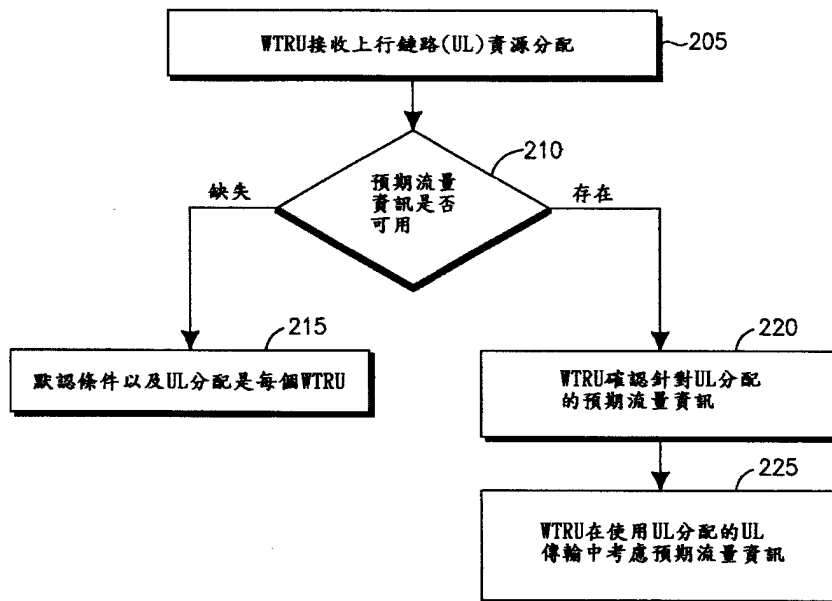 WTRU接收上行鏈路(UL)資源分配
205
210
預期流量
資訊是否
可用
缺失
存在
215
默認條件以及UL分配是每個WTRU
220
WTRU確認針對UL分配
的預期流量資訊
225
WTRU在使用UL分配的UL
傳輸中考慮預期流量資訊